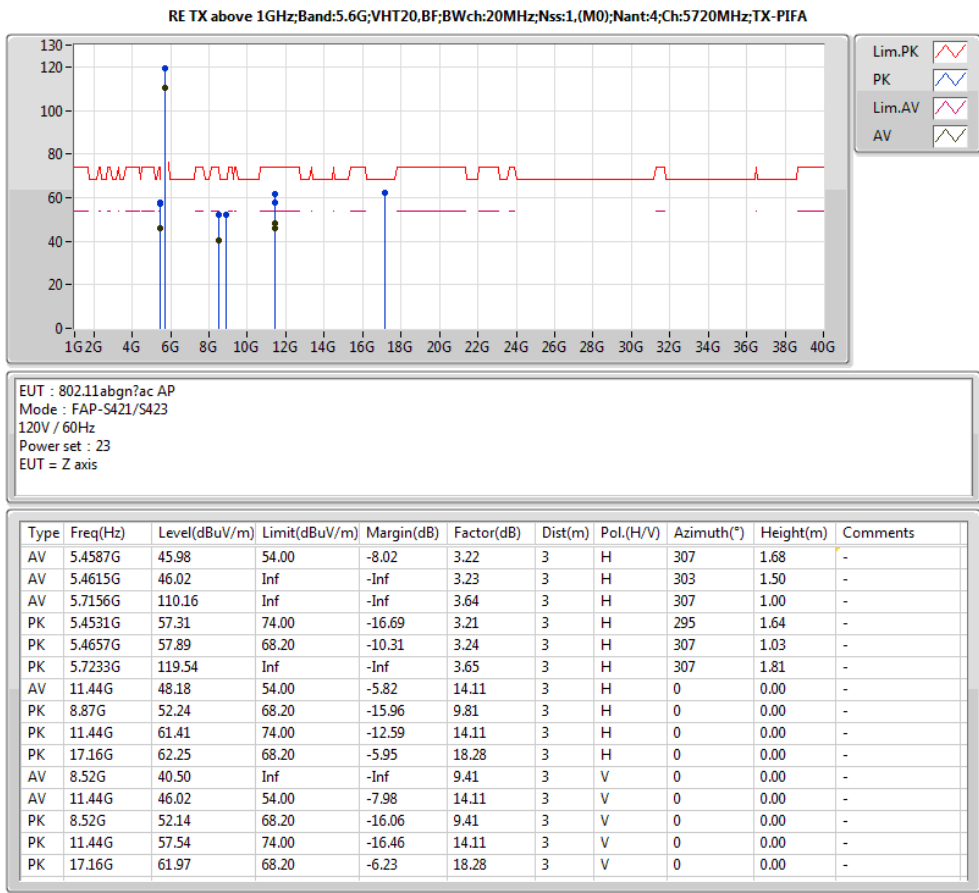 RE TX above 1GHz;Band:5.6G;VHT20,BF;BWch:20MHz;Nss:1,(M0);Nant:4;Ch:5720MHz;TX-PIFA
130
120
100
80
60
40
20
0
1G 2G 4G 6G 8G 10G 12G 14G 16G 18G 20G 22G 24G 26G 28G 30G 32G 34G 36G 38G 40G
Lim.PK
PK
Lim.AV
AV
EUT : 802.11abgn?ac AP
Mode : FAP-S421/S423
120V / 60Hz
Power set : 23
EUT = Z axis
Type Freq(Hz) Level(dBuV/m) Limit(dBuV/m) Margin(dB) Factor(dB) Dist(m) Pol.(H/V) Azimuth(°) Height(m) Comments
AV 5.4587G 45.98 54.00 -8.02 3.22 3 H 307 1.68 -
AV 5.4615G 46.02 Inf -Inf 3.23 3 H 303 1.50 -
AV 5.7156G 110.16 Inf -Inf 3.64 3 H 307 1.00 -
PK 5.4531G 57.31 74.00 -16.69 3.21 3 H 295 1.64 -
PK 5.4657G 57.89 68.20 -10.31 3.24 3 H 307 1.03 -
PK 5.7233G 119.54 Inf -Inf 3.65 3 H 307 1.81 -
AV 11.44G 48.18 54.00 -5.82 14.11 3 H 0 0.00 -
PK 8.87G 52.24 68.20 -15.96 9.81 3 H 0 0.00 -
PK 11.44G 61.41 74.00 -12.59 14.11 3 H 0 0.00 -
PK 17.16G 62.25 68.20 -5.95 18.28 3 H 0 0.00 -
AV 8.52G 40.50 Inf -Inf 9.41 3 V 0 0.00 -
AV 11.44G 46.02 54.00 -7.98 14.11 3 V 0 0.00 -
PK 8.52G 52.14 68.20 -16.06 9.41 3 V 0 0.00 -
PK 11.44G 57.54 74.00 -16.46 14.11 3 V 0 0.00 -
PK 17.16G 61.97 68.20 -6.23 18.28 3 V 0 0.00 -